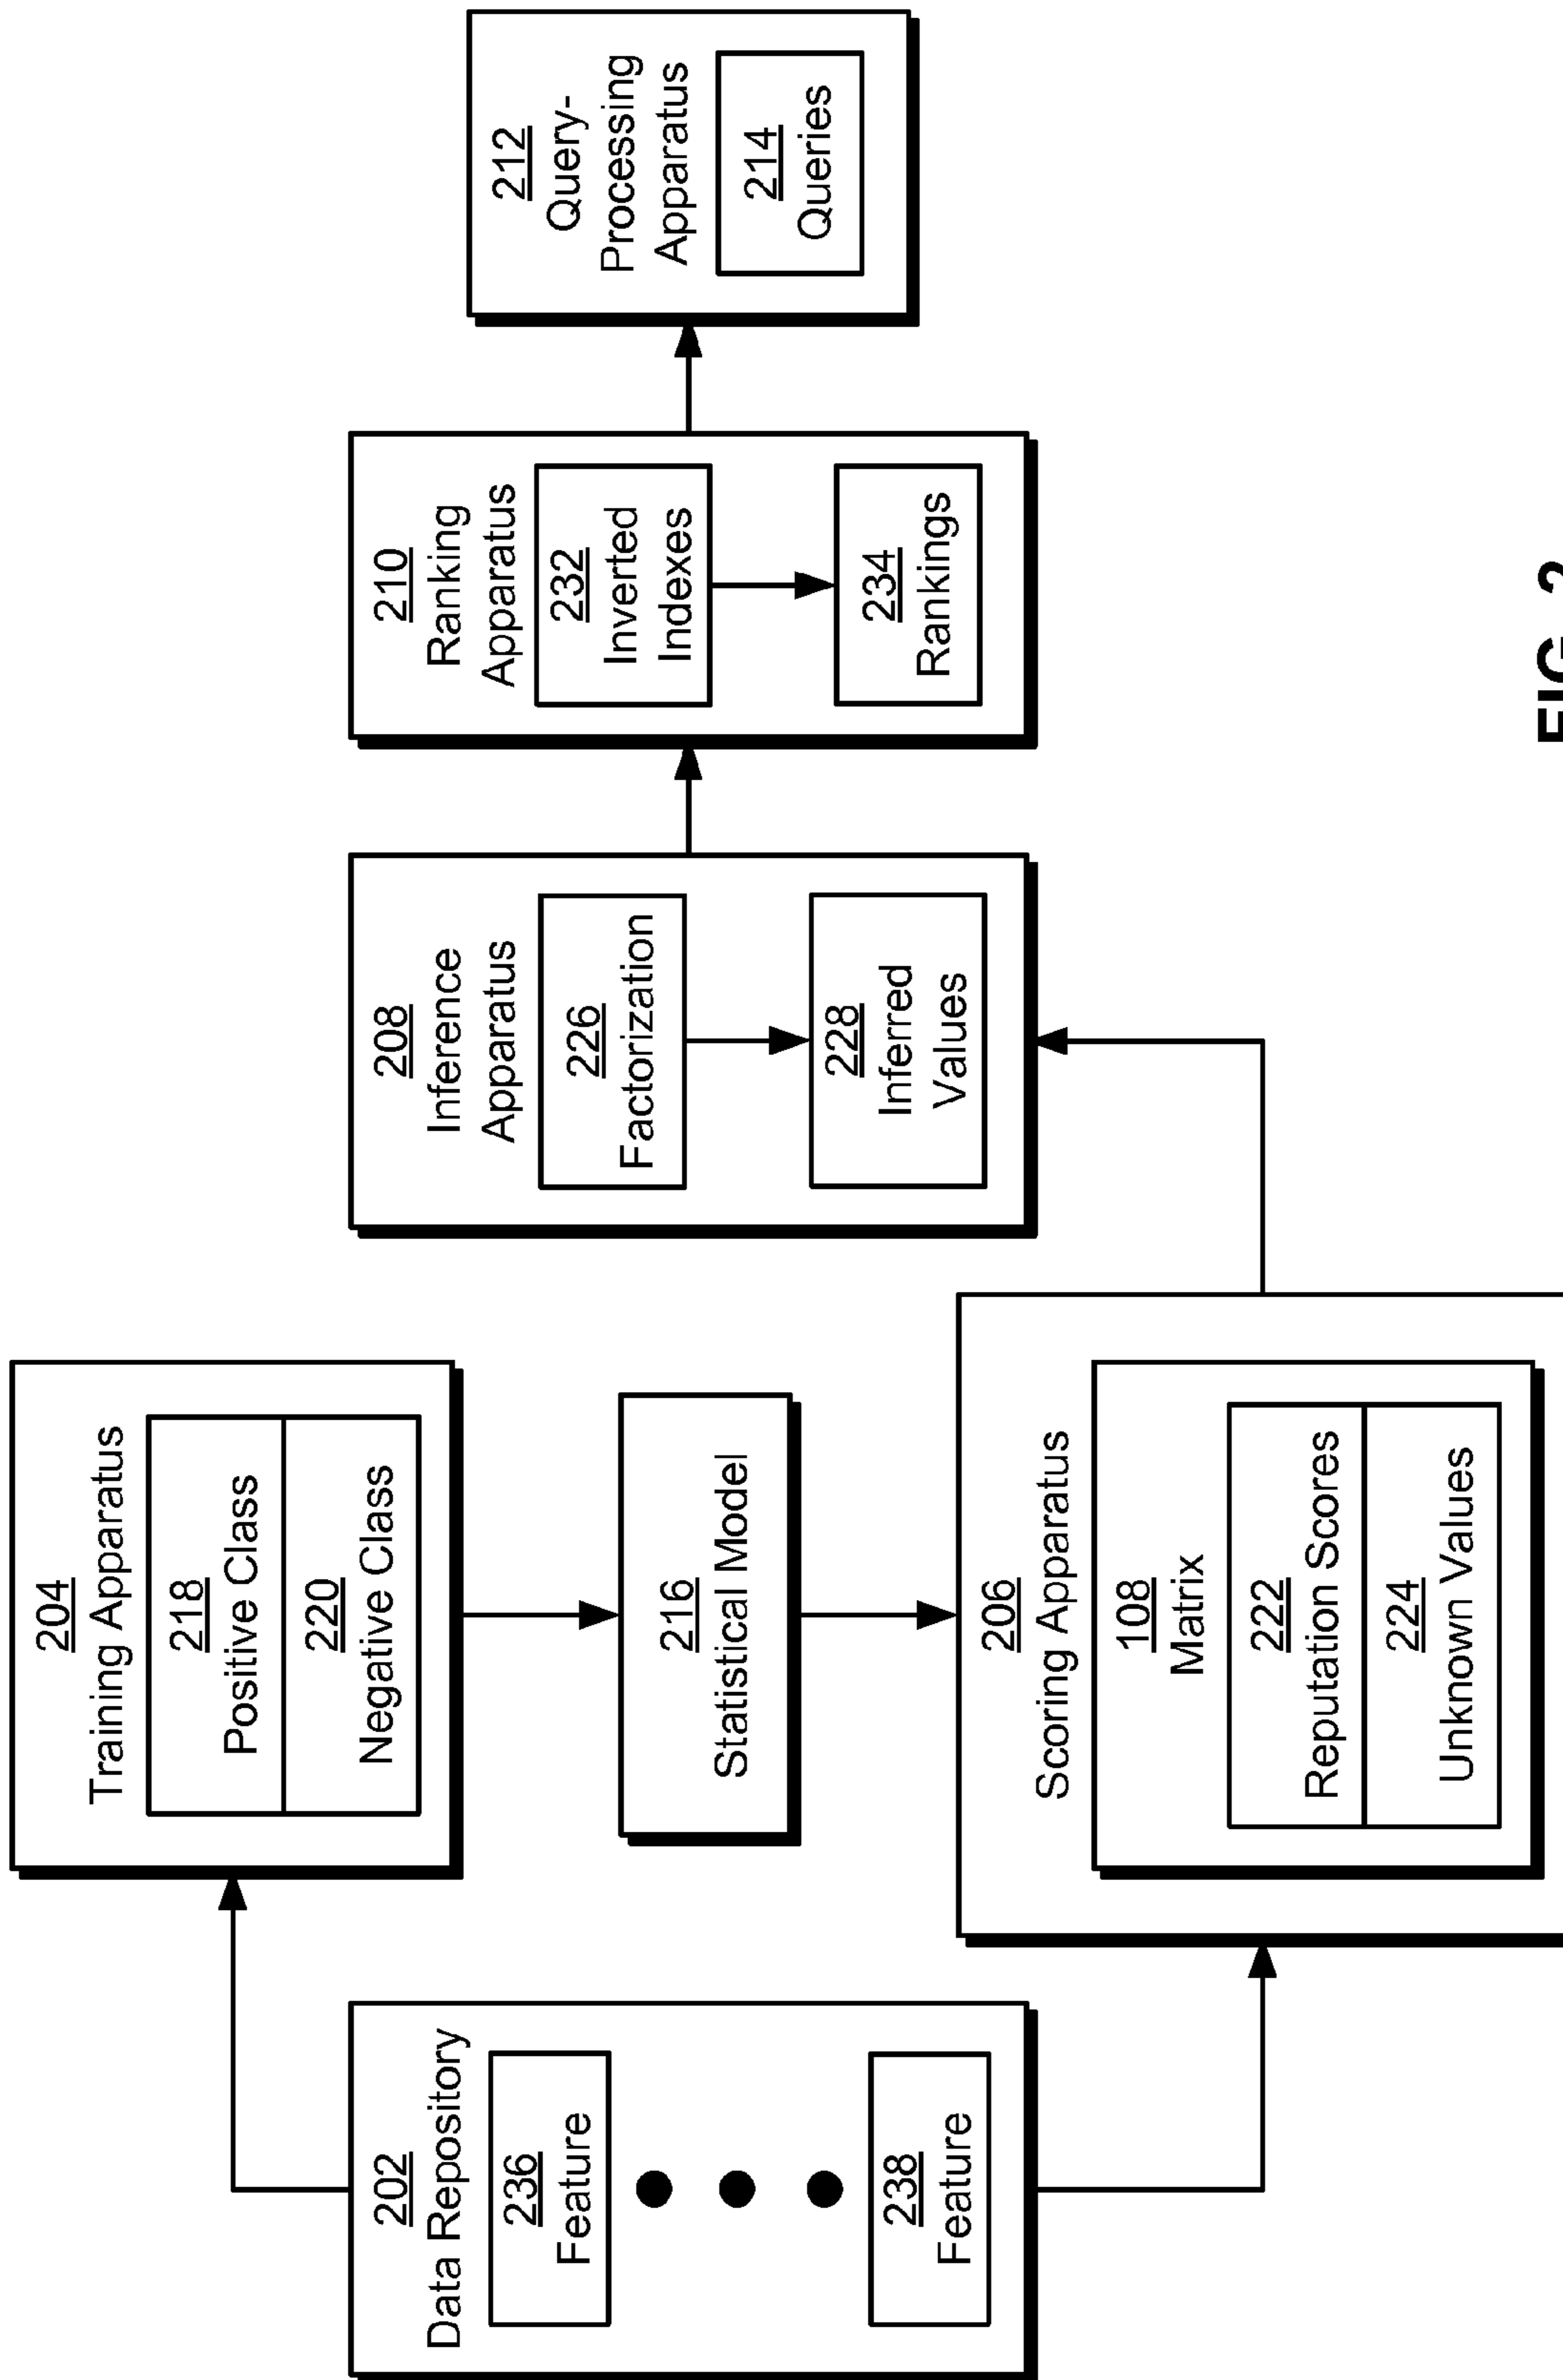 202
Data Repository
236
Feature
238
Feature
204
Training Apparatus
218
Positive Class
220
Negative Class
216
Statistical Model
206
Scoring Apparatus
108
Matrix
222
Reputation Scores
224
Unknown Values
208
Inference
Apparatus
226
Factorization
228
Inferred
Values
210
Ranking
Apparatus
232
Inverted
Indexes
234
Rankings
212
Query-
Processing
Apparatus
214
Queries
FIG. 2